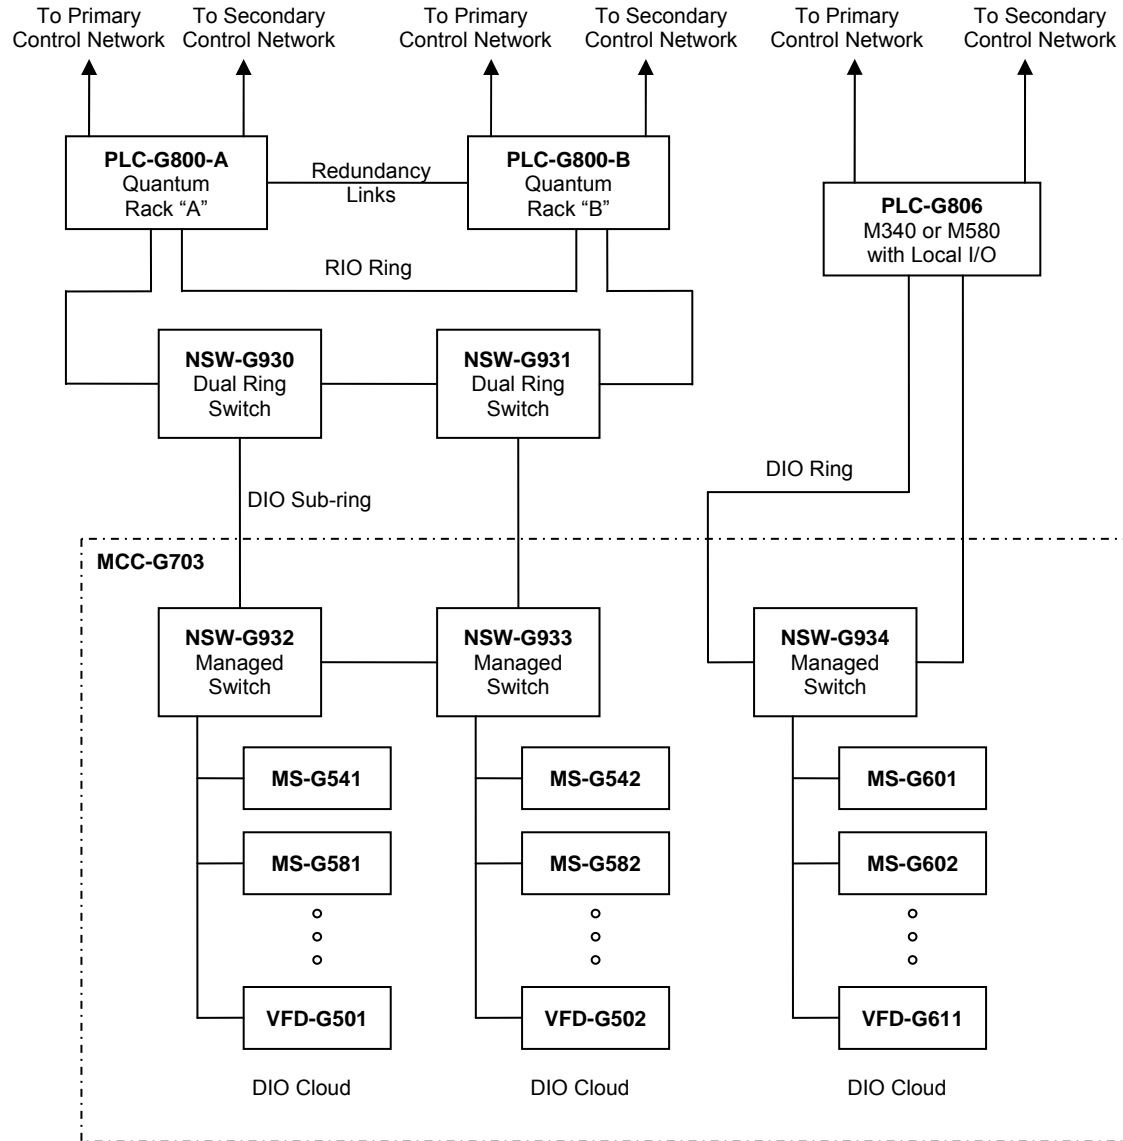 To Primary
Control Network
To Secondary
Control Network
To Primary
Control Network
To Secondary
Control Network
To Primary
Control Network
To Secondary
Control Network
PLC-G800-A
Quantum
Rack “A”
Redundancy
Links
PLC-G800-B
Quantum
Rack “B”
PLC-G806
M340 or M580
with Local I/O
RIO Ring
NSW-G930
Dual Ring
Switch
NSW-G931
Dual Ring
Switch
DIO Ring
DIO Sub-ring
MCC-G703
NSW-G932
Managed
Switch
NSW-G933
Managed
Switch
NSW-G934
Managed
Switch
MS-G541
MS-G542
MS-G601
MS-G581
MS-G582
MS-G602
VFD-G501
VFD-G502
VFD-G611
DIO Cloud
DIO Cloud
DIO Cloud